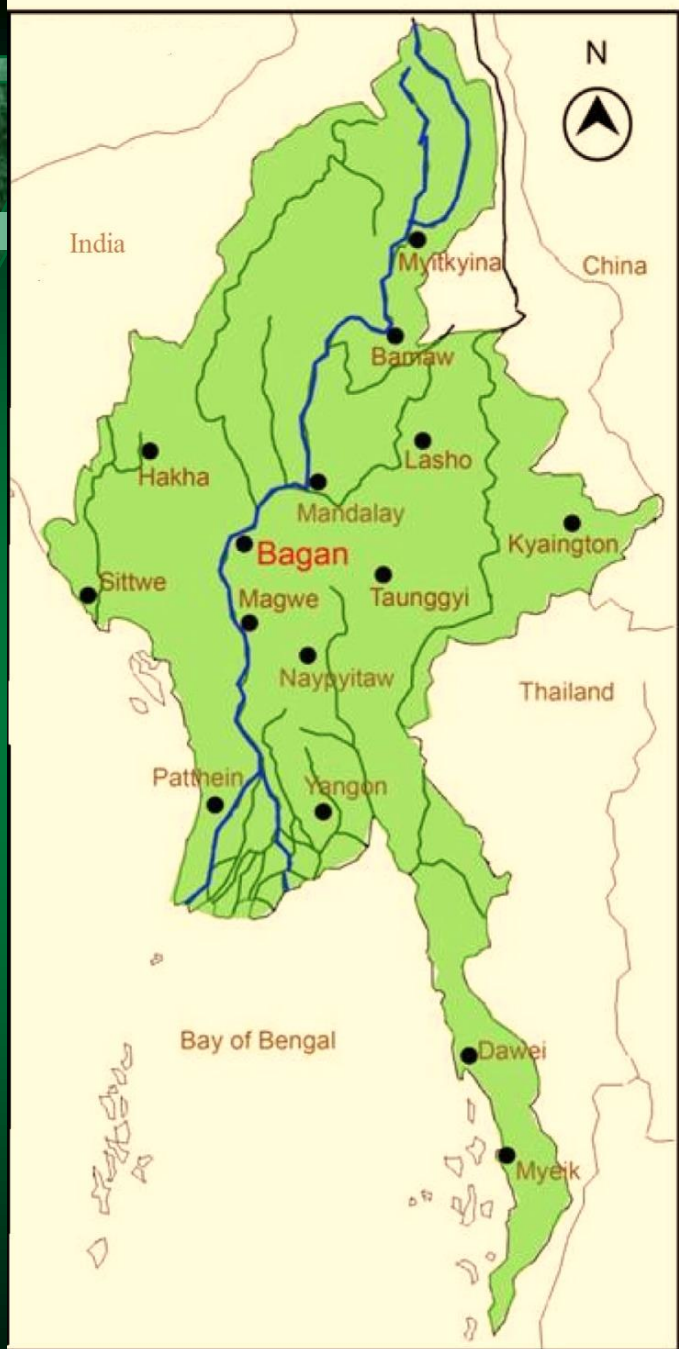 N
India
China
Myitkyina
Bamaw
Lasho
Hakha
Mandalay
Kyaington
Bagan
Sittwe
Taunggyi
Magwe
Naypyitaw
Thailand
Patthein
Yangon
Bay of Bengal
Dawei
Myeik